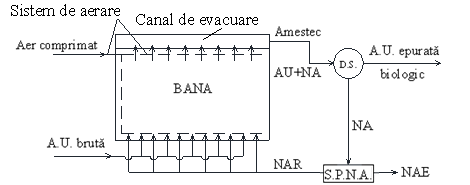 Sistem de aerare
Canal de evacuare
Amestec
Aer comprimat
A.U. epurată
D.S.
biologic
AU+NA
BANA
NA
A.U. brută
NAR
S.P.N.A.
NAE